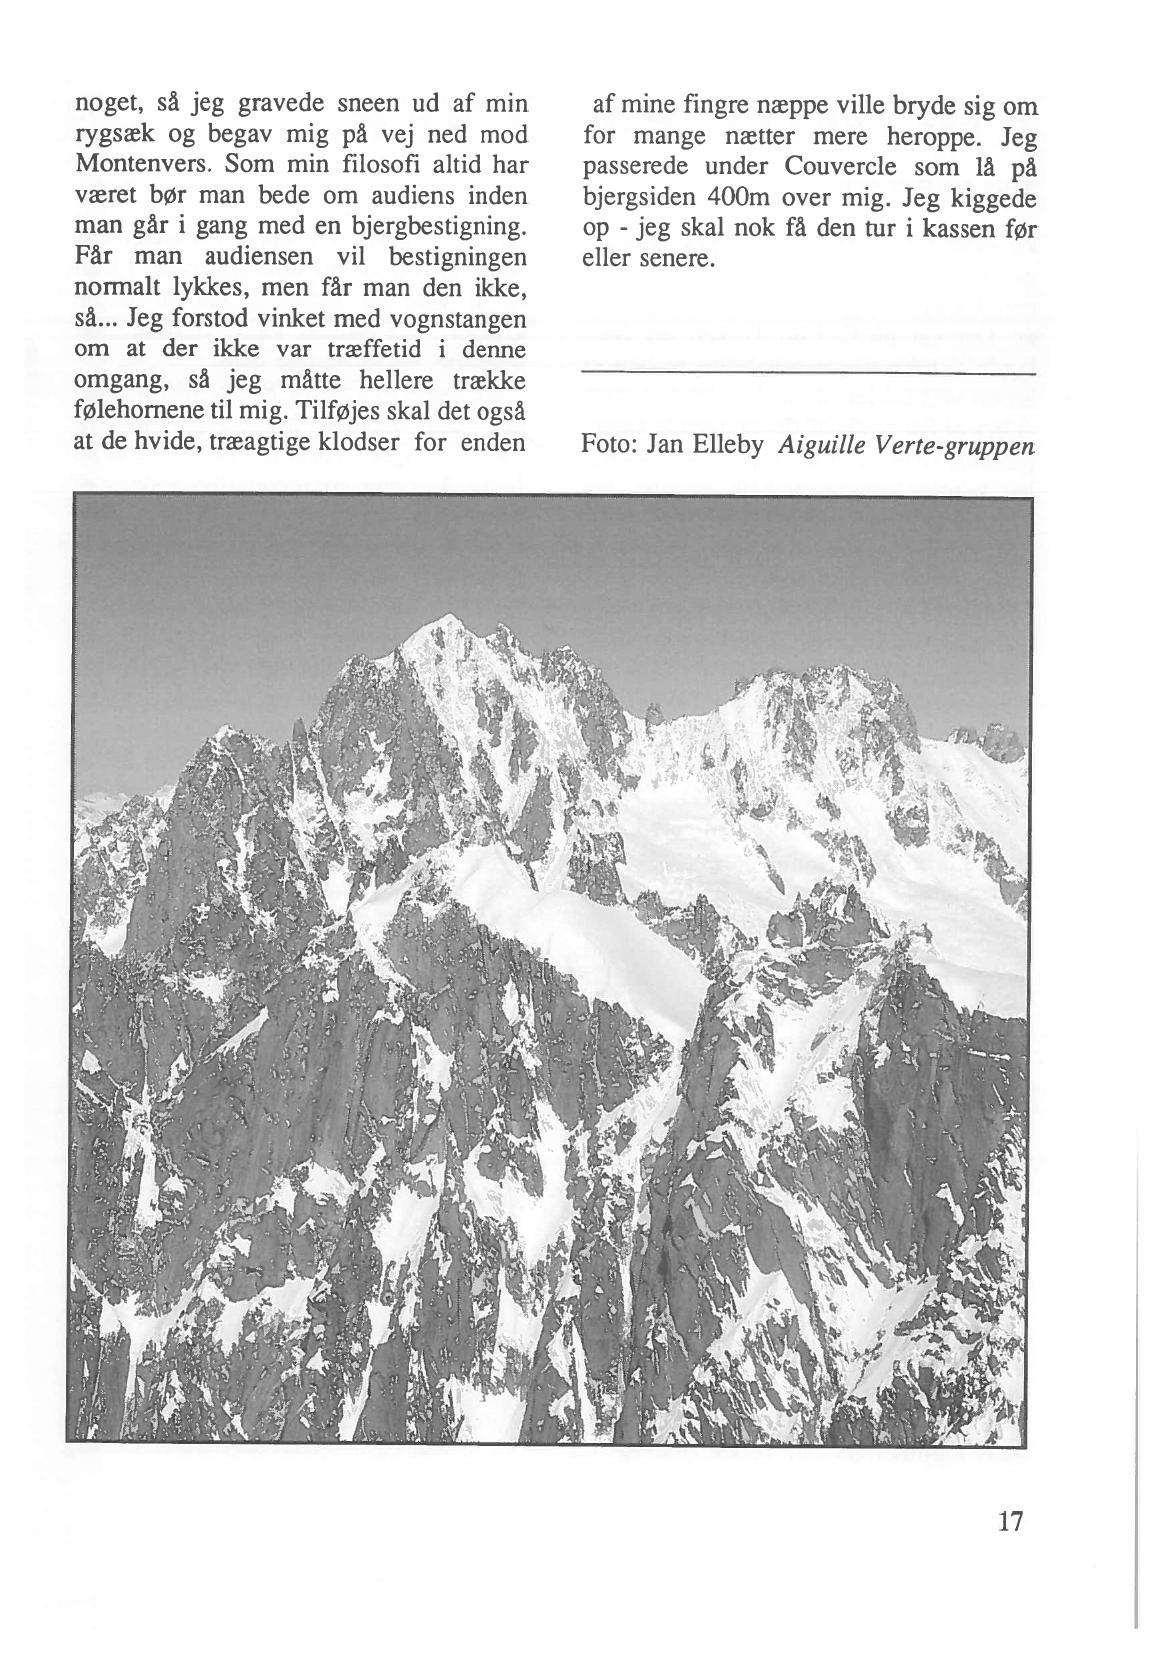 noget, så jeg gravede sneen ud af min
rygsæk og begav mig på vej ned mod
Montenvers. Som min filosofi altid har
været bør man bede om audiens inden
man går i gang med en bjergbestigning.
Får man audiensen vil bestigningen
normalt lykkes, men får man den ikke,
så... Jeg forstod vinket med vognstangen
om at der ikke var træffetid i denne
omgang, så jeg måtte hellere trække
følehornene til mig. Tilføjes skal det også
at de hvide, træagtige klodser for enden
af mine fingre næppe ville bryde sig om
for mange nætter mere heroppe. Jeg
passerede under Couvercle som lå på
bjergsiden 400m over mig. Jeg kiggede
op - jeg skal nok få den tur i kassen før
eller senere.
Foto: Jan Elleby Aiguille Verte-gruppen
17